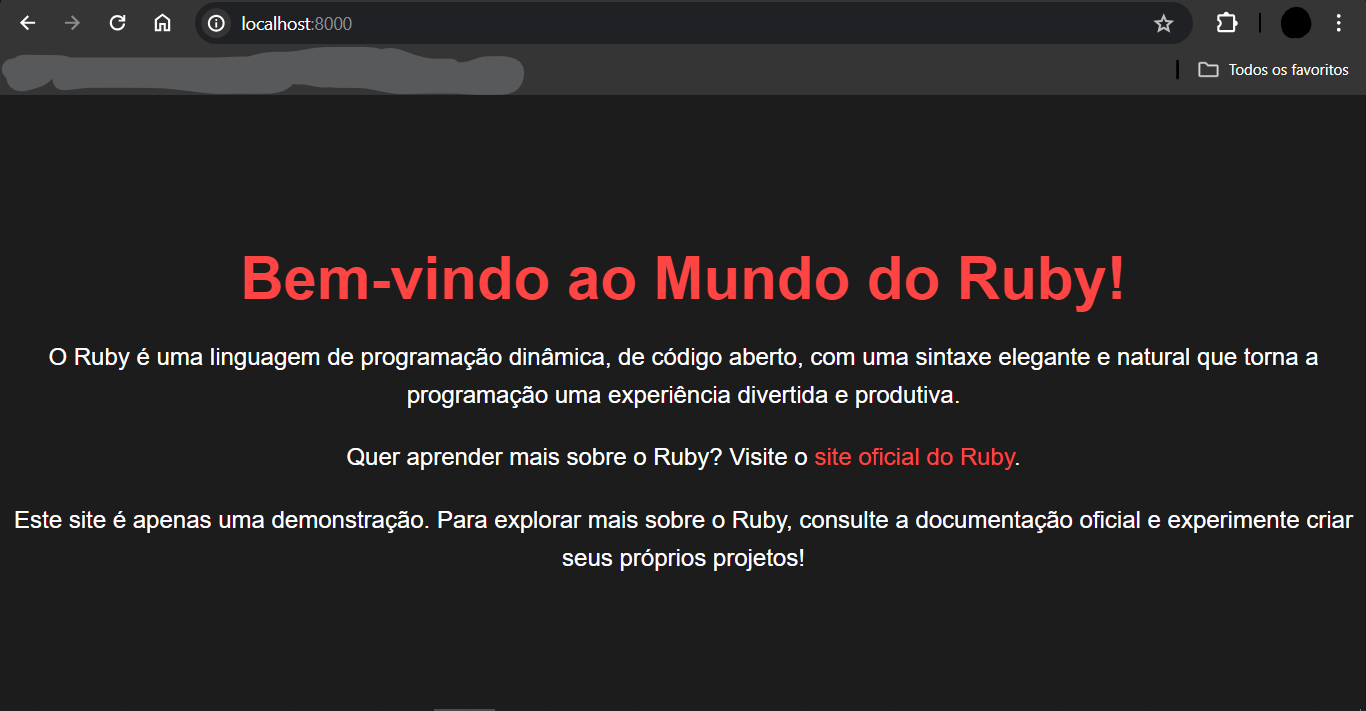 localhost:8000
Todos os favoritos
Bem-vindo ao Mundo do Ruby!
O Ruby é uma linguagem de programação dinâmica, de código aberto, com uma sintaxe elegante e natural que torna a
programação uma experiência divertida e produtiva.
Quer aprender mais sobre o Ruby? Visite o site oficial do Ruby.
Este site é apenas uma demonstração. Para explorar mais sobre o Ruby, consulte a documentação oficial e experimente criar
seus próprios projetos!